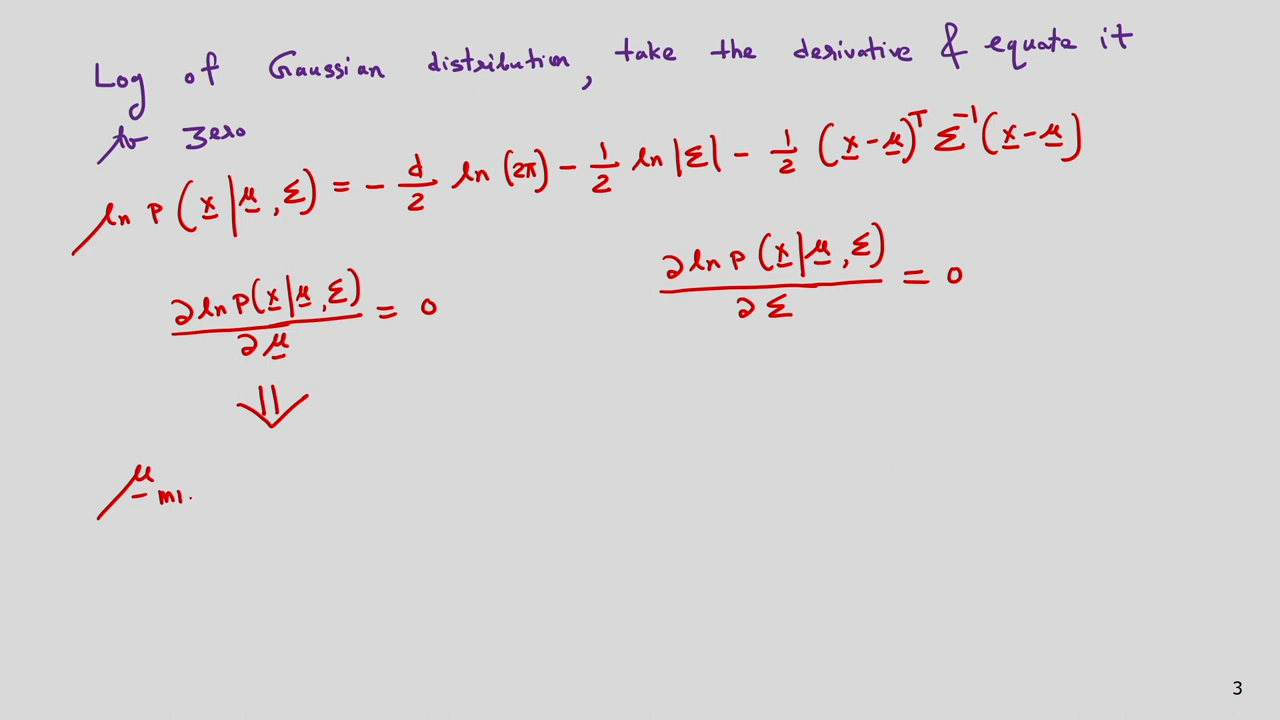 Log of Gaussian distribution, take the derivative & equate it
to zero
ln p(x|μ,Σ) = - d/2 ln(2π) - 1/2 ln|Σ| - 1/2 (x-μ)ᵀ Σ⁻¹ (x-μ)
∂ ln p(x|μ,Σ) / ∂μ = 0
∂ ln p(x|μ,Σ) / ∂Σ = 0
⇓
μ ml
3